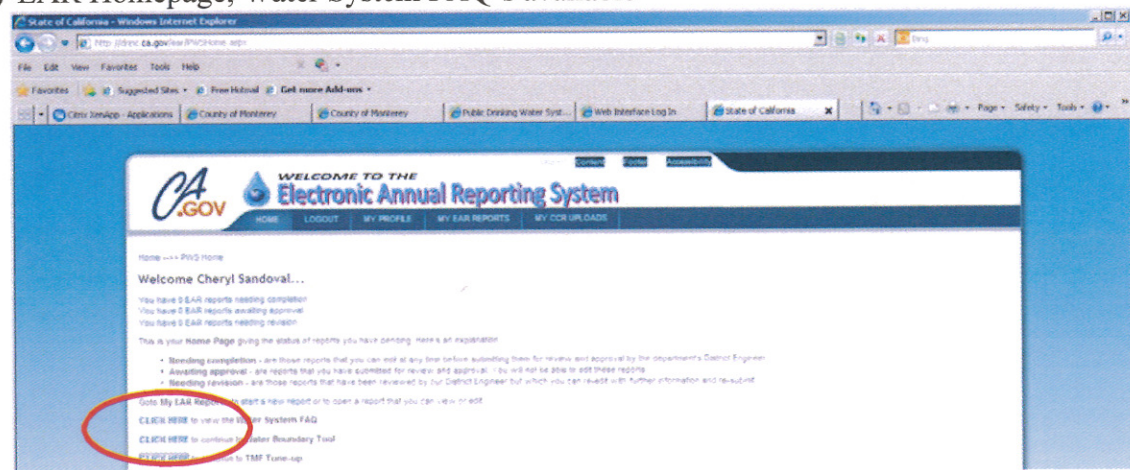 EAR Homepage, Water System FAQ
State of California - Windows Internet Explorer
ca.gov
Bing
File Edit View Favorites Tools Help
Favorites Suggested Sites Free Hotmail Get more Add-ons
Citrix XenApp - Applications County of Monterey County of Monterey Public Drinking Water Syst... Web Interface Log In State of California Page Safety Tools
Content Footer Accessibility
CA.GOV
WELCOME TO THE
Electronic Annual Reporting System
HOME LOGOUT MY PROFILE MY EAR REPORTS MY CCR UPLOADS
Home --> PWS Home
Welcome Cheryl Sandoval...
You have 0 EAR reports needing completion
You have 0 EAR reports awaiting approval
You have 0 EAR reports needing revision
This is your Home Page giving the status of reports you have pending. Here's an explanation
• Needing completion - are those reports that you can edit at any time before submitting them for review and approval by the department's District Engineer
• Awaiting approval - are reports that you have submitted for review and approval. You will not be able to edit these reports
• Needing revision - are those reports that have been reviewed by our District Engineer but which you can re-edit with further information and re-submit
Goto My EAR Reports to start a new report or to open a report that you can view or edit
CLICK HERE to view the Water System FAQ
CLICK HERE to continue to Water Boundary Tool
CLICK HERE to TMF Tune-up